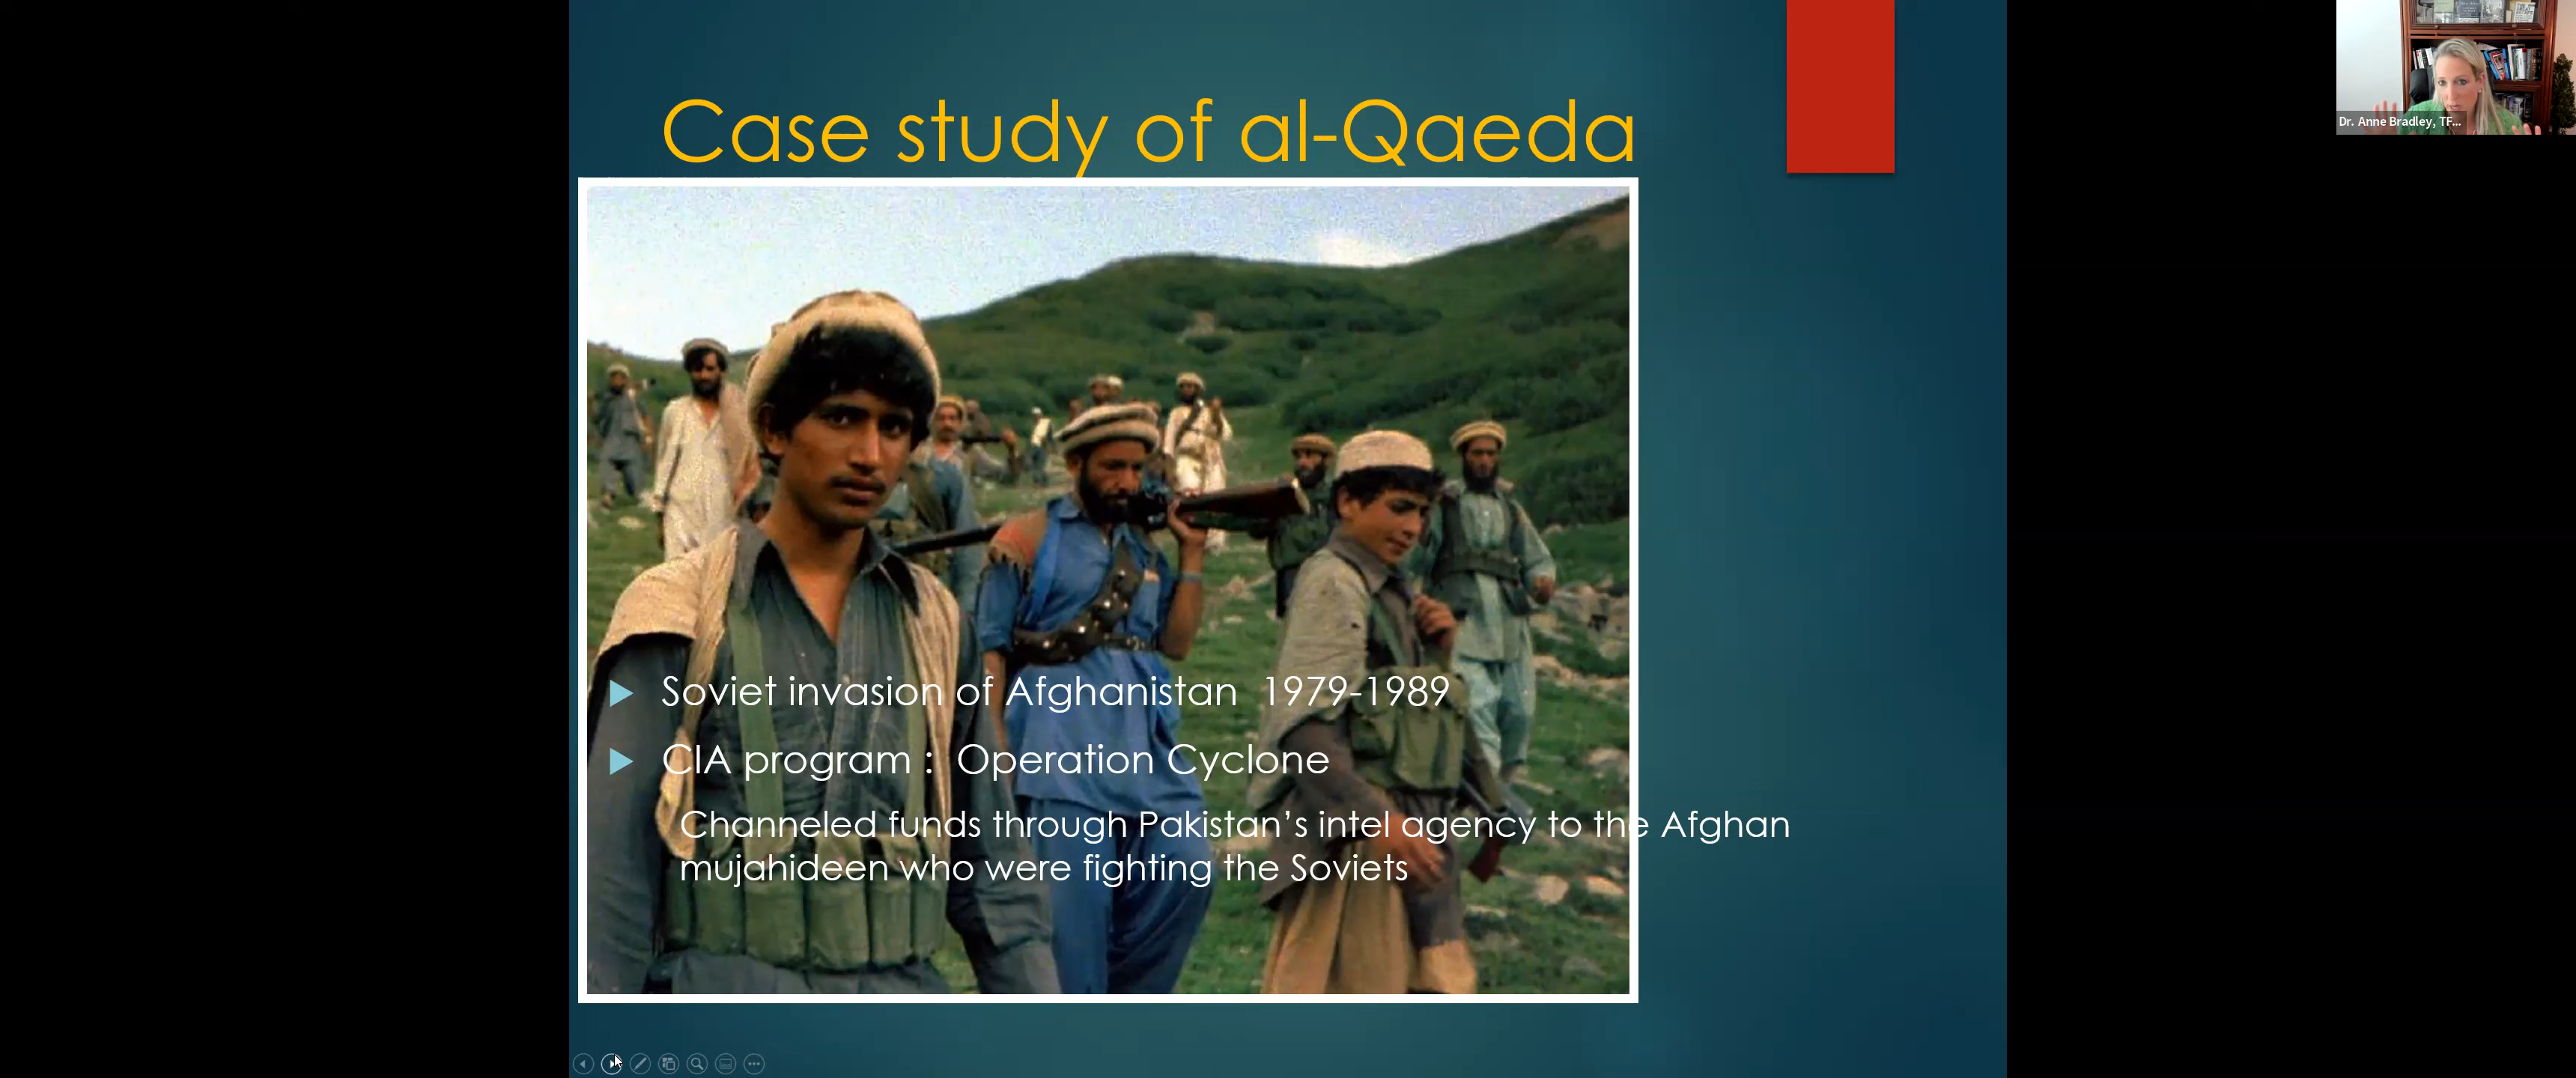 Case study of al-Qaeda
Soviet invasion of Afghanistan 1979-1989
CIA program : Operation Cyclone
Channeled funds through Pakistan's intel agency to the Afghan
mujahideen who were fighting the Soviets
Dr. Anne Bradley, TF...